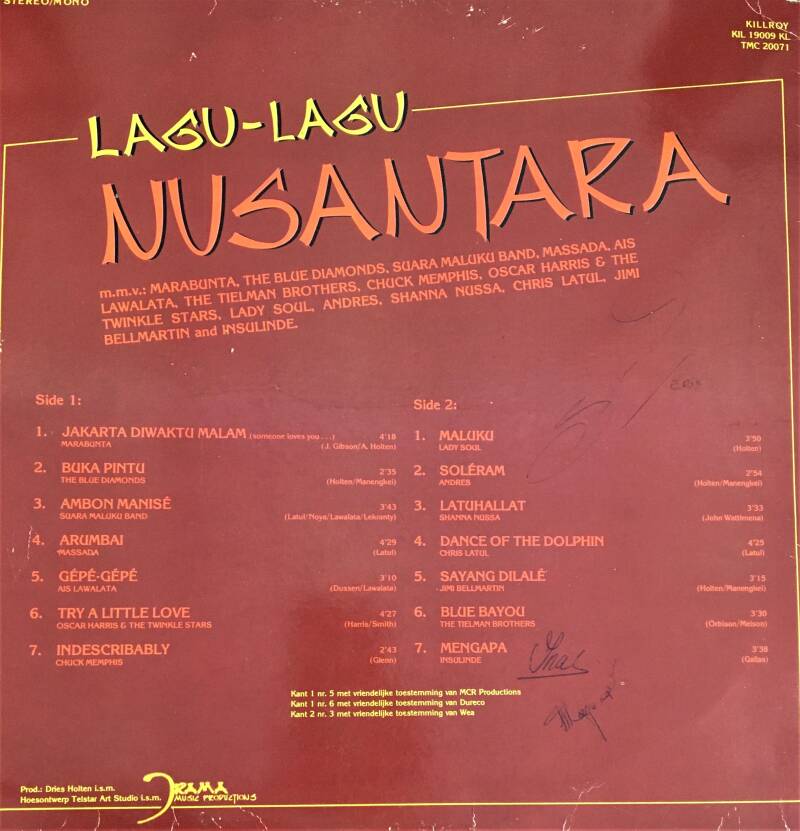 STEREO/MONO
KILLROY
KIL 19009 KL
TMC 20071
LAGU-LAGU
NUSANTARA
m.m.v.: MARABUNTA, THE BLUE DIAMONDS, SUARA MALUKU BAND, MASSADA, AIS
LAWALATA, THE TIELMAN BROTHERS, CHUCK MEMPHIS, OSCAR HARRIS & THE
TWINKLE STARS, LADY SOUL, ANDRES, SHANNA NUSSA, CHRIS LATUL, JIMI
BELLMARTIN and INSULINDE.
Side 1:
1. JAKARTA DIWAKTU MALAM (someone loves you . . .) 4'18
MARABUNTA (J. Gibson/A. Holten)
2. BUKA PINTU 2'35
THE BLUE DIAMONDS (Holten/Manengkei)
3. AMBON MANISÉ 3'43
SUARA MALUKU BAND (Latul/Noya/Lawalata/Lekranty)
4. ARUMBAI 4'29
MASSADA (Latul)
5. GÉPÉ-GÉPÉ 3'10
AIS LAWALATA (Dussen/Lawalata)
6. TRY A LITTLE LOVE 4'27
OSCAR HARRIS & THE TWINKLE STARS (Harris/Smith)
7. INDESCRIBABLY 2'43
CHUCK MEMPHIS (Glenn)
Side 2:
1. MALUKU 3'50
LADY SOUL (Holten)
2. SOLÉRAM 2'54
ANDRES (Holten/Manengkei)
3. LATUHALLAT 3'33
SHANNA NUSSA (John Wattimena)
4. DANCE OF THE DOLPHIN 4'25
CHRIS LATUL (Latul)
5. SAYANG DILALÉ 3'15
JIMI BELLMARTIN (Holten/Manengkei)
6. BLUE BAYOU 3'30
THE TIELMAN BROTHERS (Orbison/Melson)
7. MENGAPA 3'38
INSULINDE (Gallas)
Kant 1 nr. 5 met vriendelijke toestemming van MCR Productions
Kant 1 nr. 6 met vriendelijke toestemming van Dureco
Kant 2 nr. 3 met vriendelijke toestemming van Wea
Prod.: Dries Holten i.s.m.
Hoesontwerp Telstar Art Studio i.s.m.
DRAMA
MUSIC PRODUCTIONS